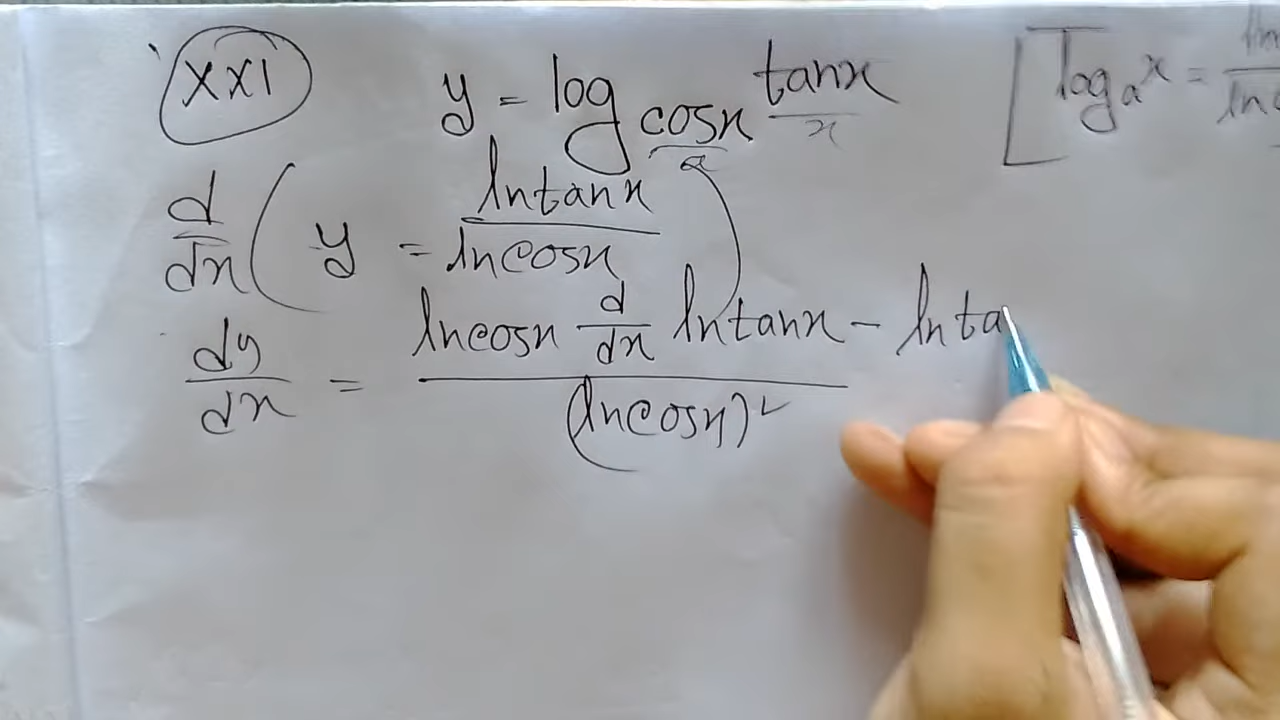 XXI y = log cosx tanx [log a x =
x
a
d/dx ( y = ln tanx / ln cosx )
dy/dx = ln cosx d/dx ln tanx − ln ta / (ln cosx)²